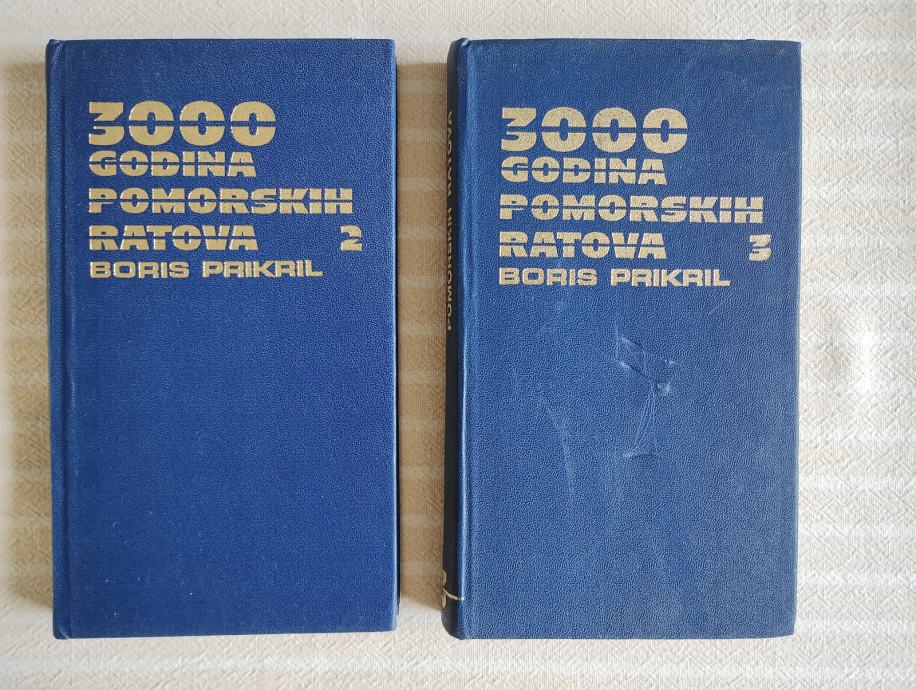 3000
GODINA
POMORSKIH
RATOVA 2
BORIS PRIKRIL
POMORSKIH RATOVA
3000
GODINA
POMORSKIH
RATOVA 3
BORIS PRIKRIL